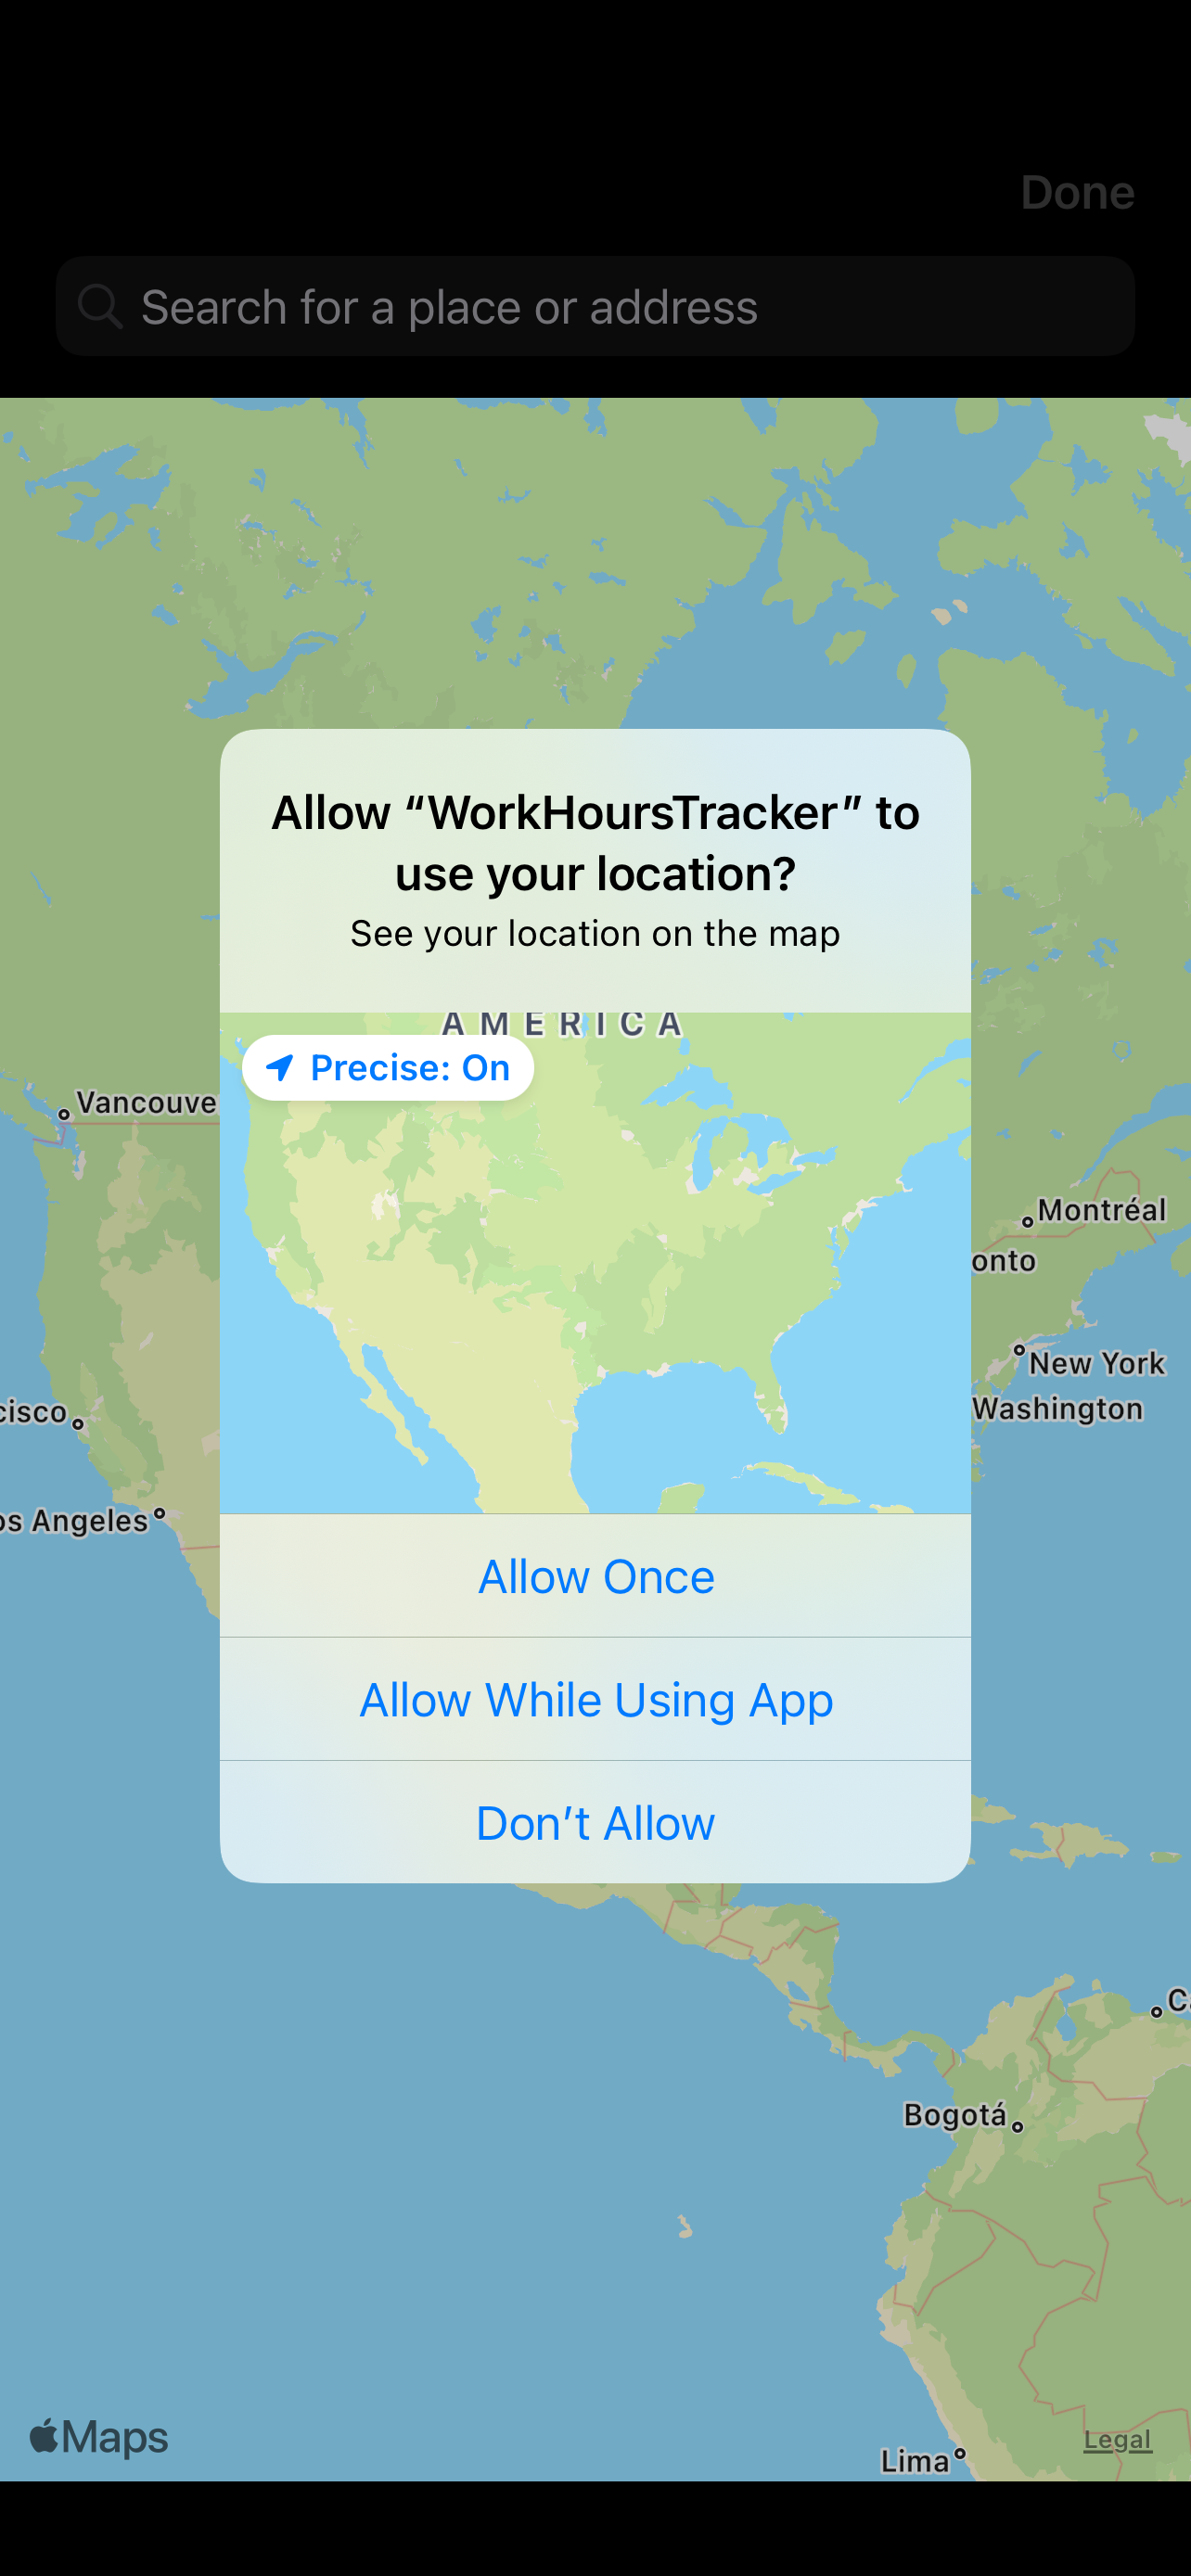 Done
Search for a place or address
Allow “WorkHoursTracker” to
use your location?
See your location on the map
AMERICA
Precise: On
Vancouve
Montréal
onto
New York
Washington
cisco
os Angeles
Allow Once
Allow While Using App
Don’t Allow
C
Bogotá
Maps
Legal
Lima